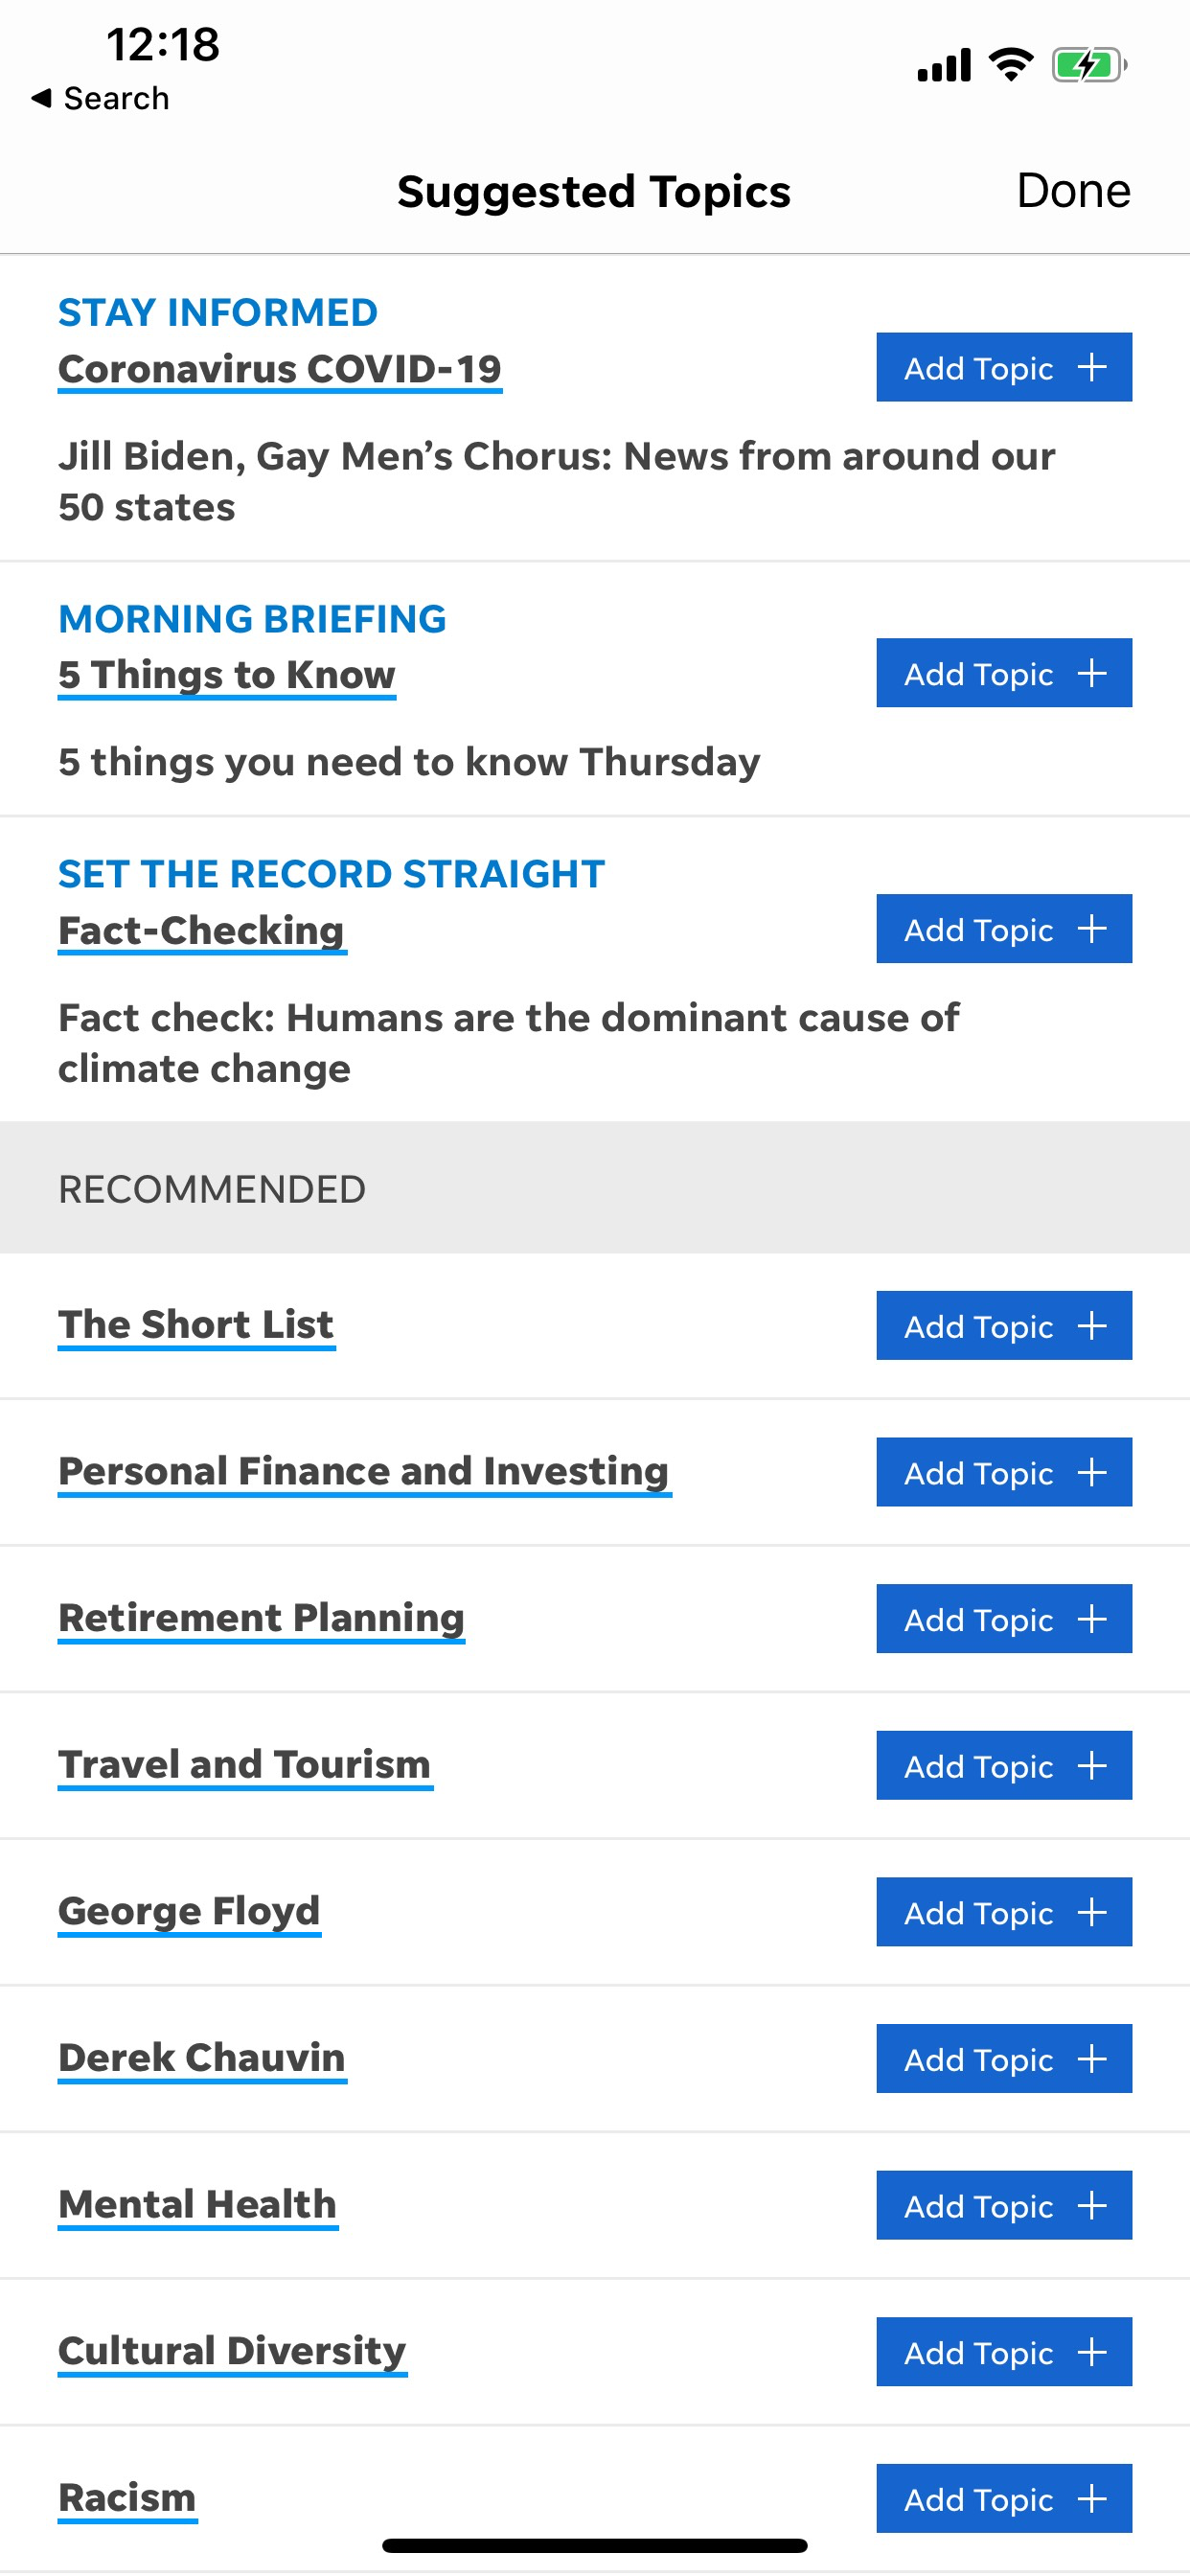 12:18
◀ Search
Suggested Topics
Done
STAY INFORMED
Coronavirus COVID-19
Add Topic +
Jill Biden, Gay Men’s Chorus: News from around our
50 states
MORNING BRIEFING
5 Things to Know
Add Topic +
5 things you need to know Thursday
SET THE RECORD STRAIGHT
Fact-Checking
Add Topic +
Fact check: Humans are the dominant cause of
climate change
RECOMMENDED
The Short List
Add Topic +
Personal Finance and Investing
Add Topic +
Retirement Planning
Add Topic +
Travel and Tourism
Add Topic +
George Floyd
Add Topic +
Derek Chauvin
Add Topic +
Mental Health
Add Topic +
Cultural Diversity
Add Topic +
Racism
Add Topic +